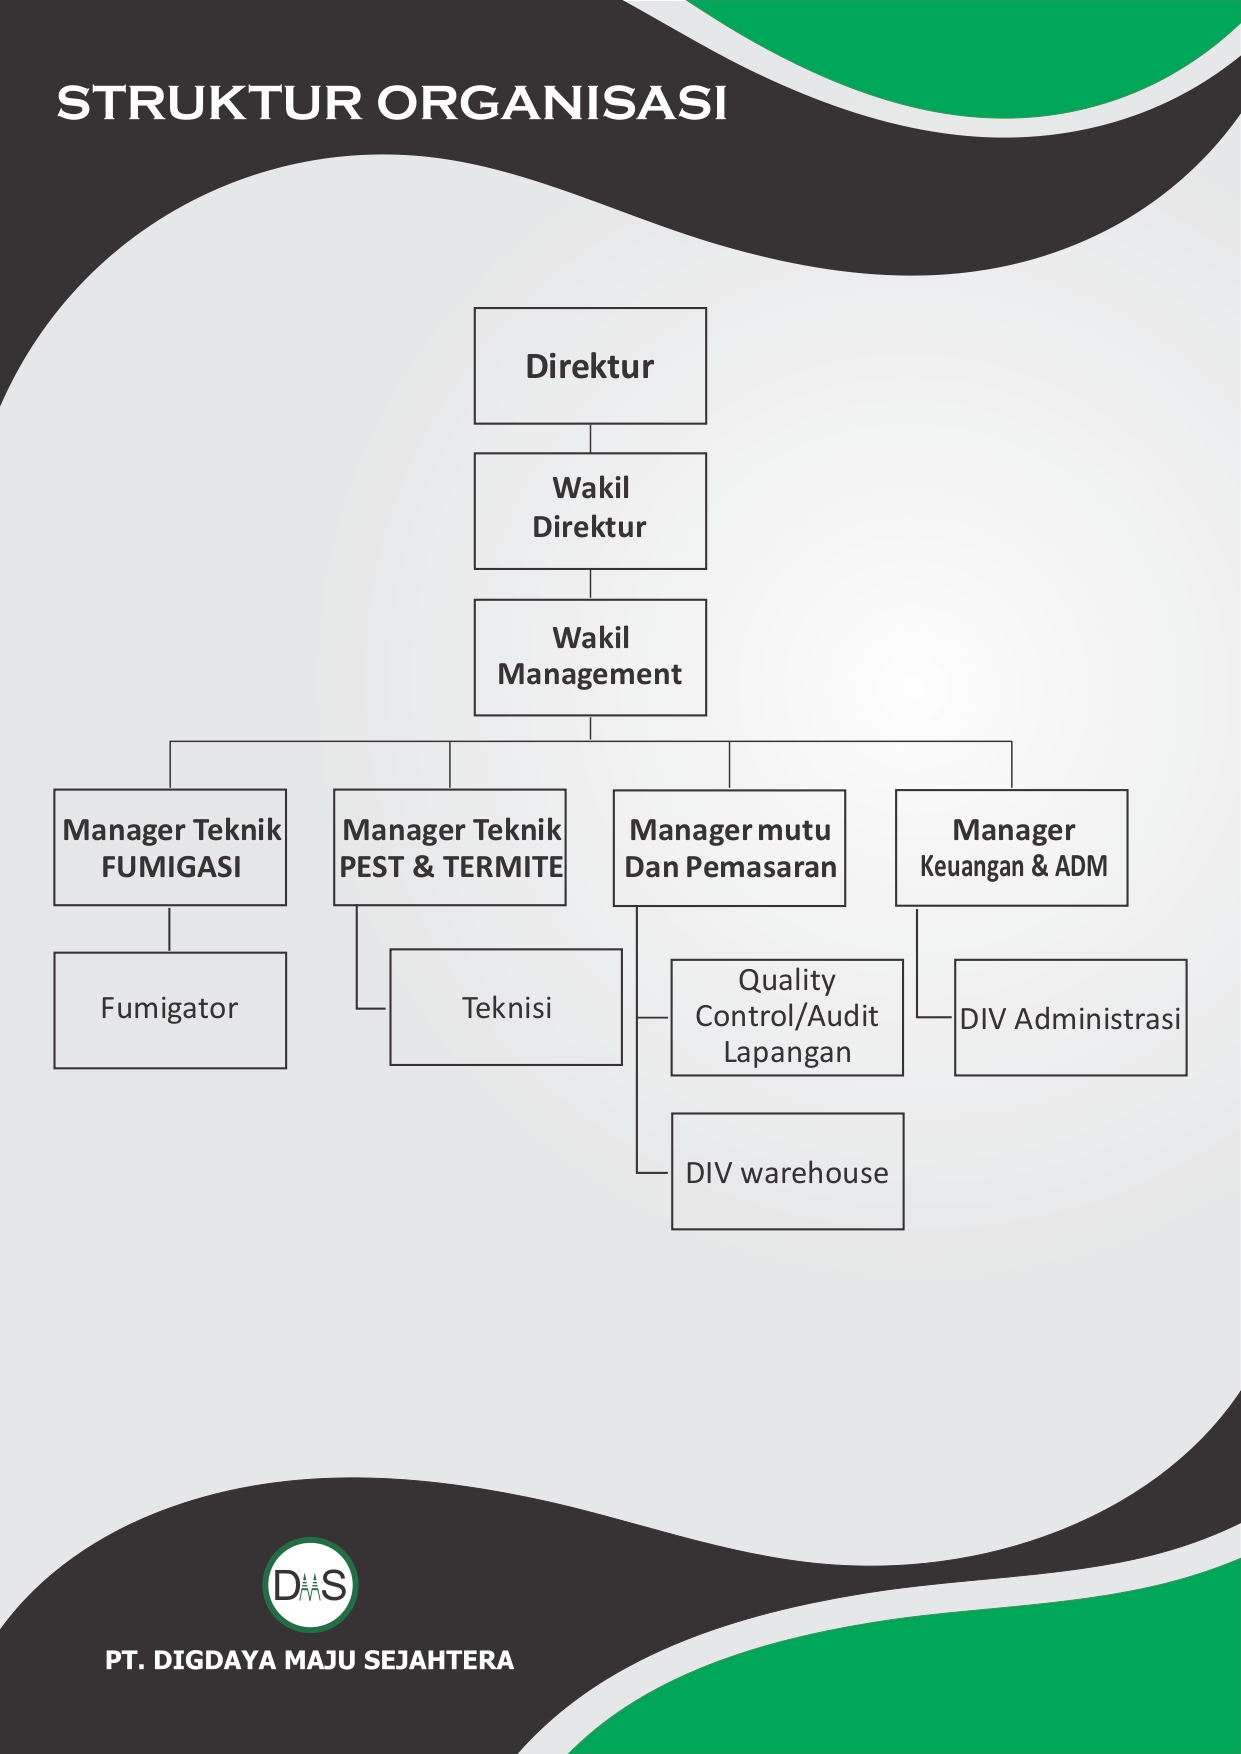 STRUKTUR ORGANISASI
Direktur
Wakil
Direktur
Wakil
Management
Manager Teknik
FUMIGASI
Manager Teknik
PEST & TERMITE
Manager mutu
Dan Pemasaran
Manager
Keuangan & ADM
Fumigator
Teknisi
Quality
Control/Audit
Lapangan
DIV Administrasi
DIV warehouse
DMS
PT. DIGDAYA MAJU SEJAHTERA